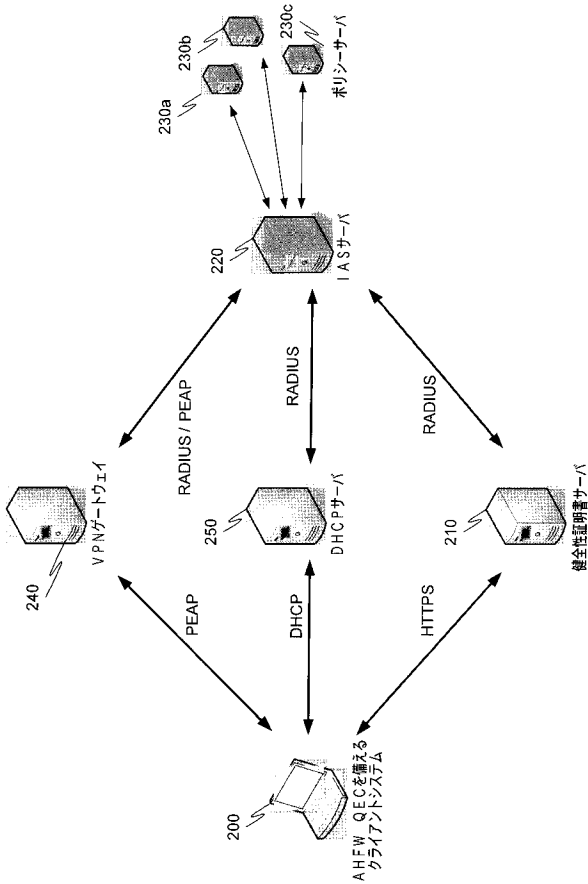 230a
230b
230c
ポリシーサーバ
220
IASサーバ
RADIUS / PEAP
RADIUS
RADIUS
240
VPNゲートウェイ
250
DHCPサーバ
210
健全性証明書サーバ
PEAP
DHCP
HTTPS
200
AHFW QECを備える
クライアントシステム